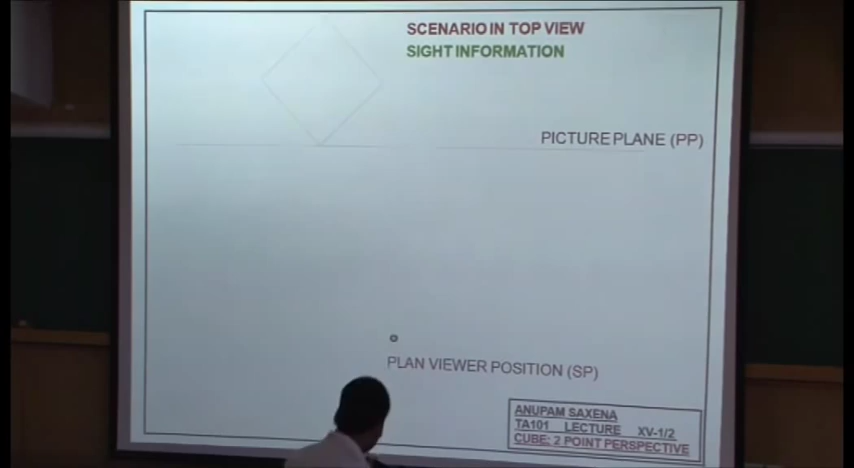 SCENARIO IN TOP VIEW
SIGHT INFORMATION
PICTURE PLANE (PP)
PLAN VIEWER POSITION (SP)
ANUPAM SAXENA
TA101 LECTURE XV-1/2
CUBE: 2 POINT PERSPECTIVE